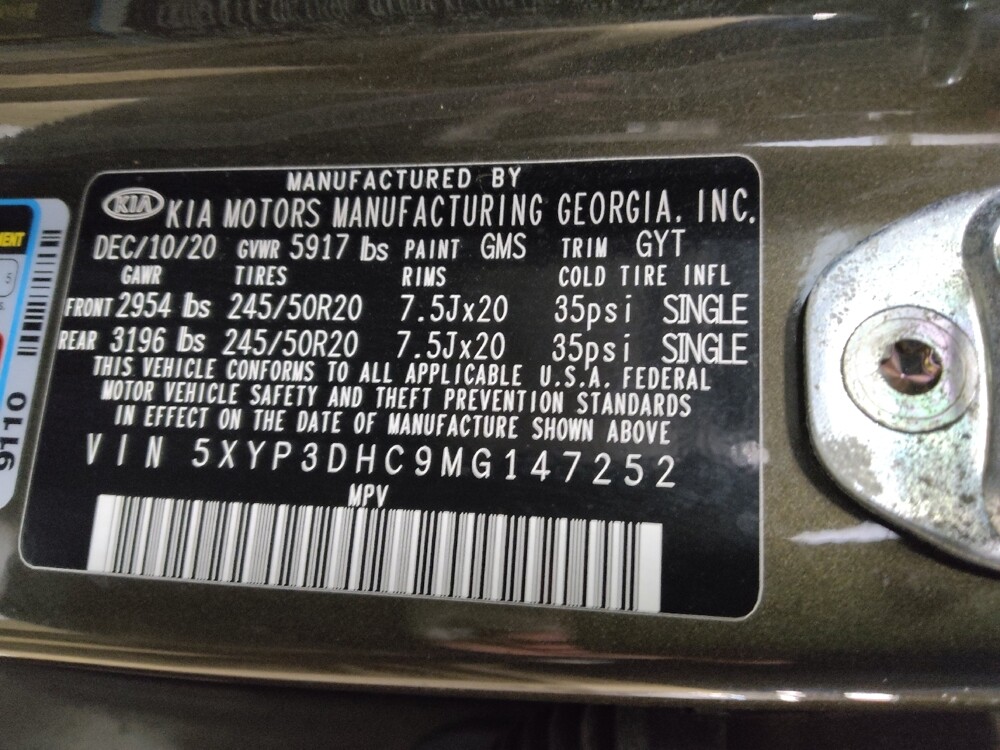 MANUFACTURED BY
KIA KIA MOTORS MANUFACTURING GEORGIA, INC.
DEC/10/20 GVWR 5917 lbs PAINT GMS TRIM GYT
GAWR TIRES RIMS COLD TIRE INFL
FRONT 2954 lbs 245/50R20 7.5Jx20 35psi SINGLE
REAR 3196 lbs 245/50R20 7.5Jx20 35psi SINGLE
THIS VEHICLE CONFORMS TO ALL APPLICABLE U.S.A. FEDERAL
MOTOR VEHICLE SAFETY AND THEFT PREVENTION STANDARDS
IN EFFECT ON THE DATE OF MANUFACTURE SHOWN ABOVE
VIN 5XYP3DHC9MG147252
MPV
9110